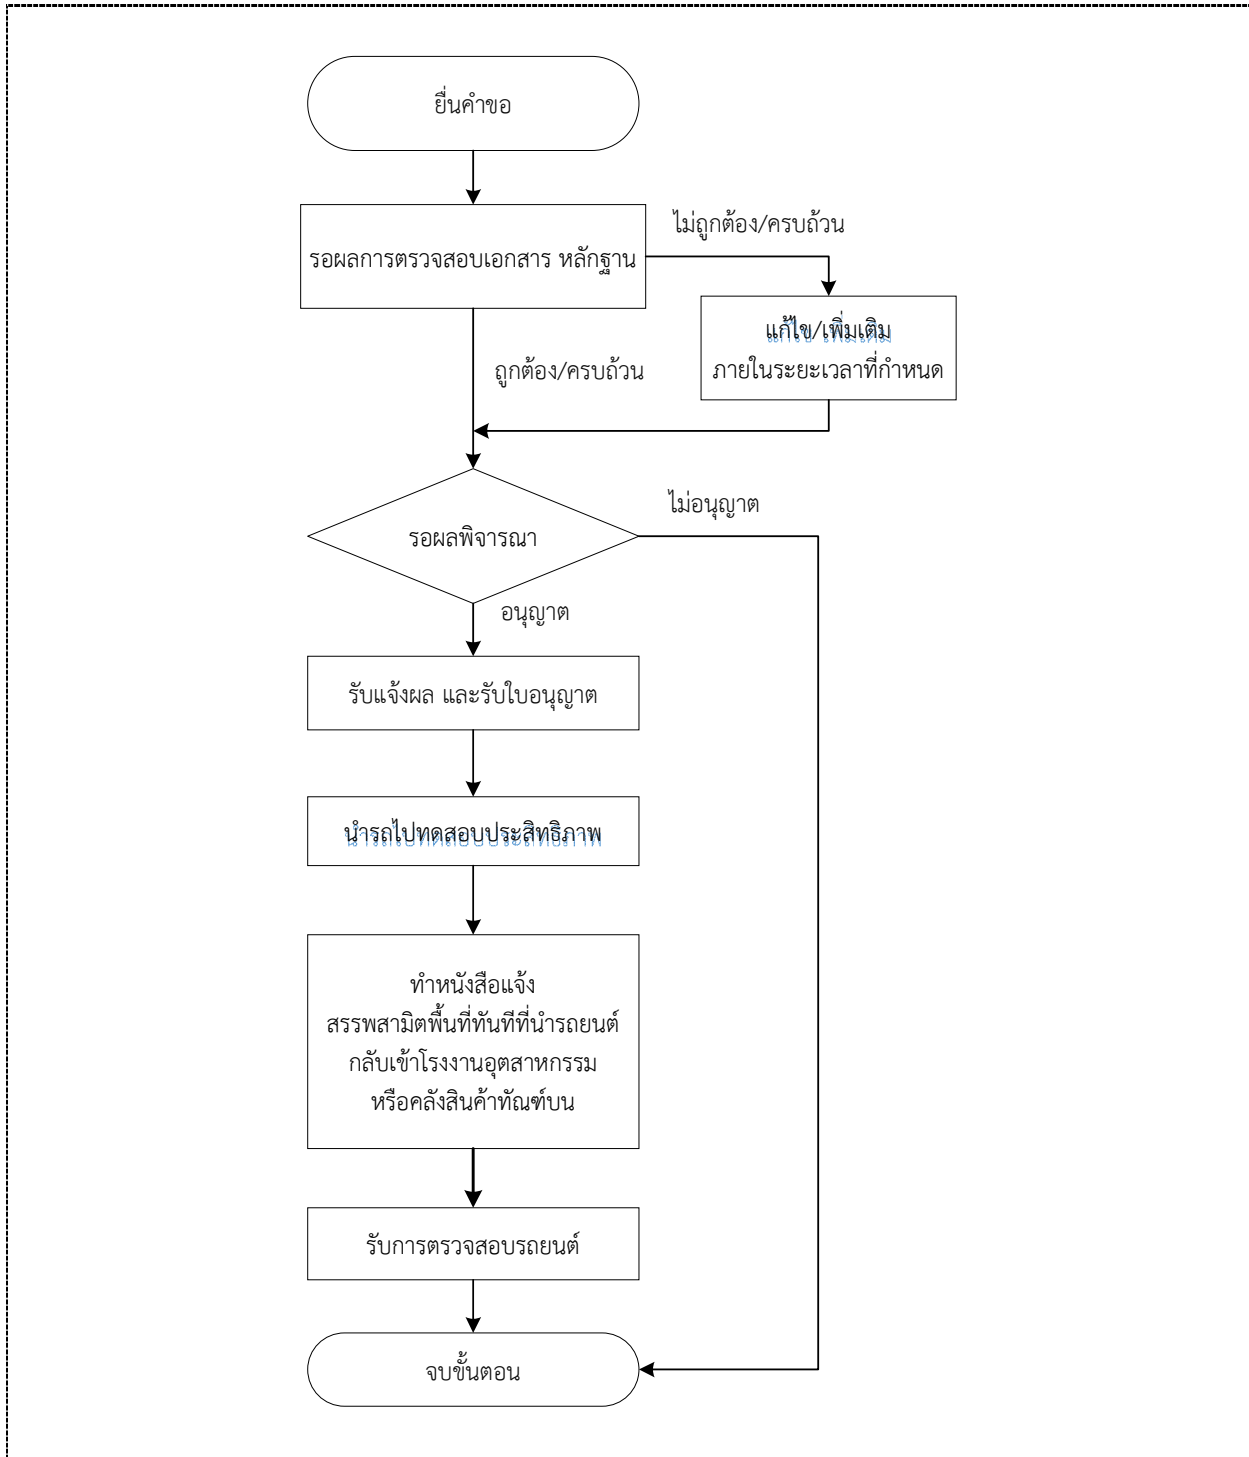 ยื่นคำขอ
ไม่ถูกต้อง/ครบถ้วน
รอผลการตรวจสอบเอกสาร หลักฐาน
แก้ไข/เพิ่มเติม
ภายในระยะเวลาที่กำหนด
ถูกต้อง/ครบถ้วน
ไม่อนุญาต
รอผลพิจารณา
อนุญาต
รับแจ้งผล และรับใบอนุญาต
นำรถไปทดสอบประสิทธิภาพ
ทำหนังสือแจ้ง
สรรพสามิตพื้นที่ทันทีที่นำรถยนต์
กลับเข้าโรงงานอุตสาหกรรม
หรือคลังสินค้าทัณฑ์บน
รับการตรวจสอบรถยนต์
จบขั้นตอน